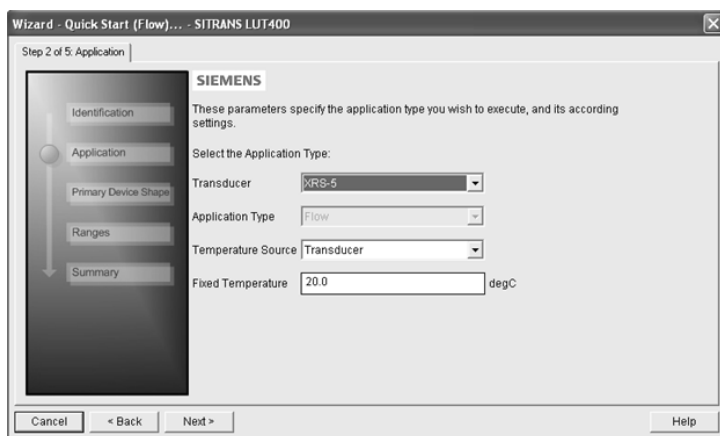 Wizard - Quick Start (Flow)... - SITRANS LUT400
Step 2 of 5: Application
Identification
Application
Primary Device Shape
Ranges
Summary
SIEMENS
These parameters specify the application type you wish to execute, and its according
settings.
Select the Application Type:
Transducer XRS-5
Application Type Flow
Temperature Source Transducer
Fixed Temperature 20.0 degC
Cancel < Back Next > Help